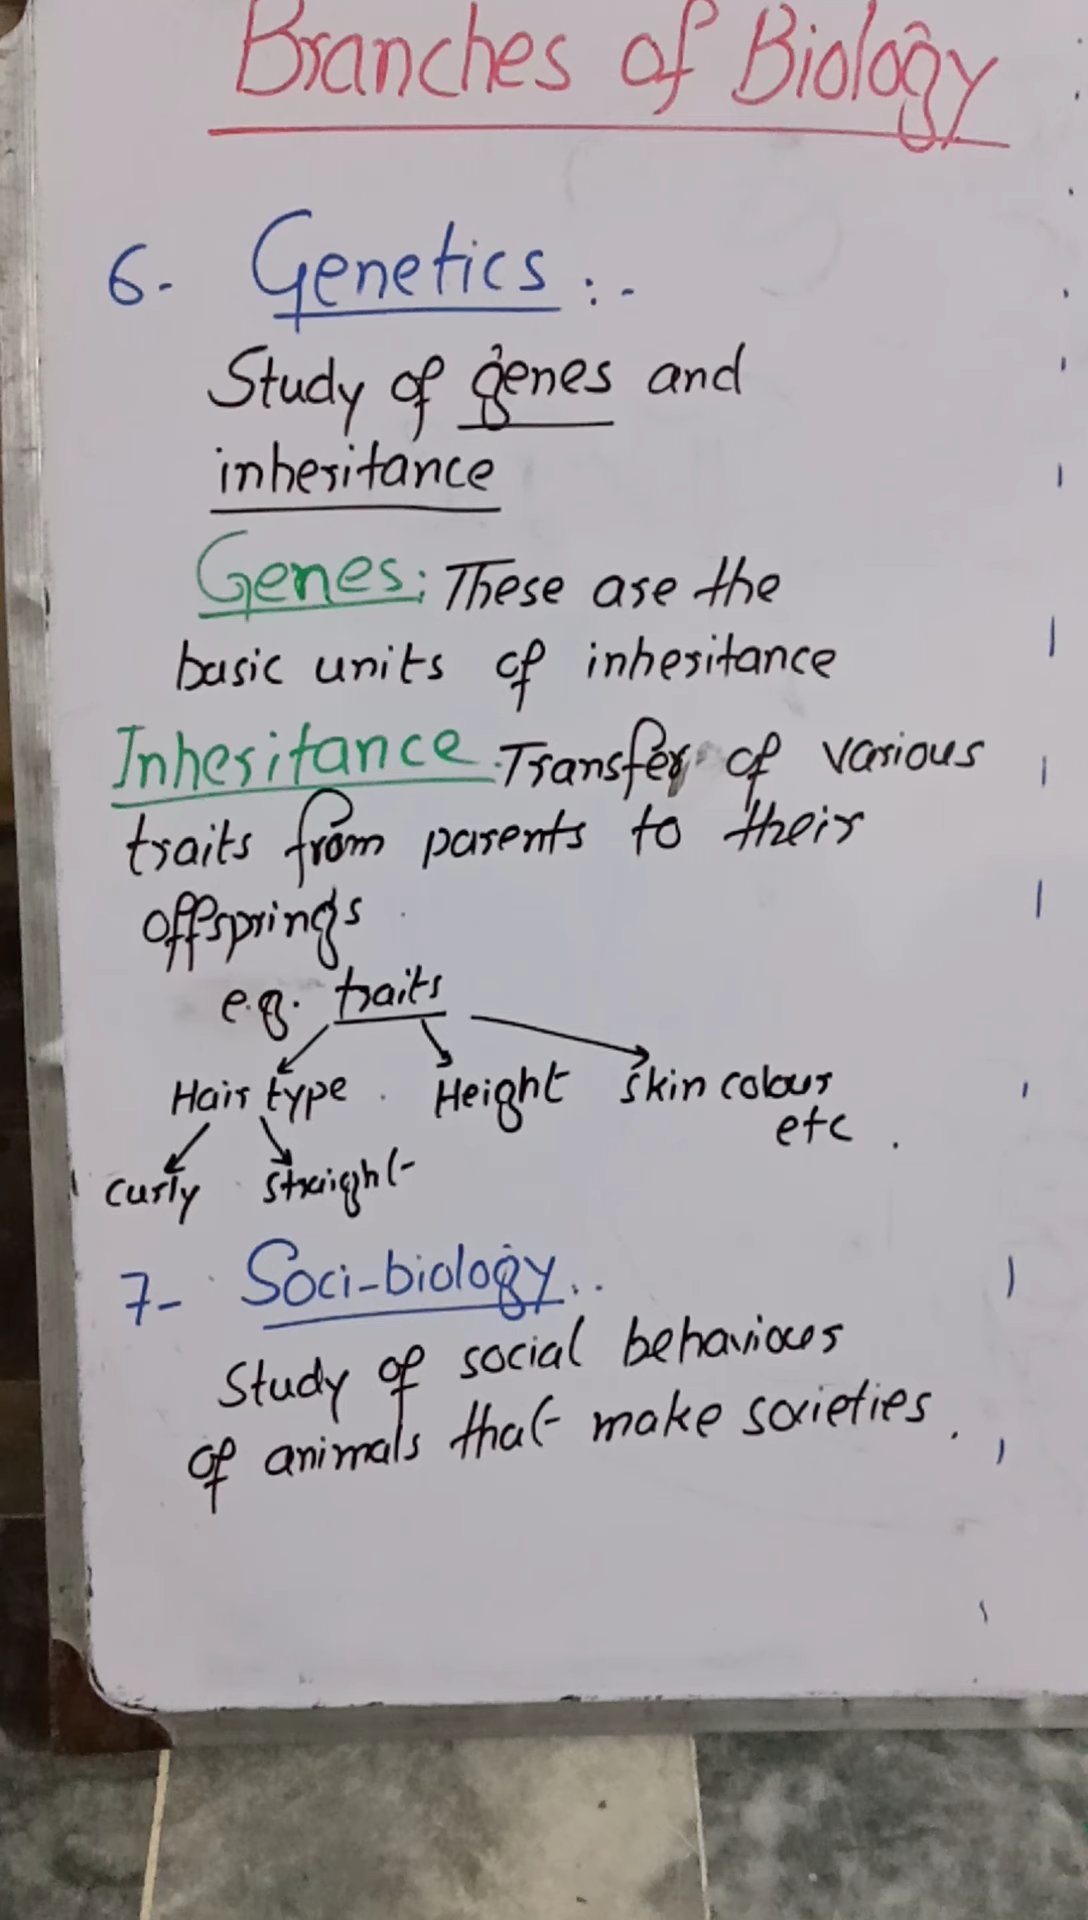 Branches of Biology
6- Genetics :-
Study of genes and
inheritance
Genes: These are the
basic units of inheritance
Inheritance. Transfer of various
traits from parents to their
offsprings
e.g. traits
Hair type . Height skin colour
etc .
curly straight
7- Soci-biology..
Study of social behaviours
of animals that make societies .